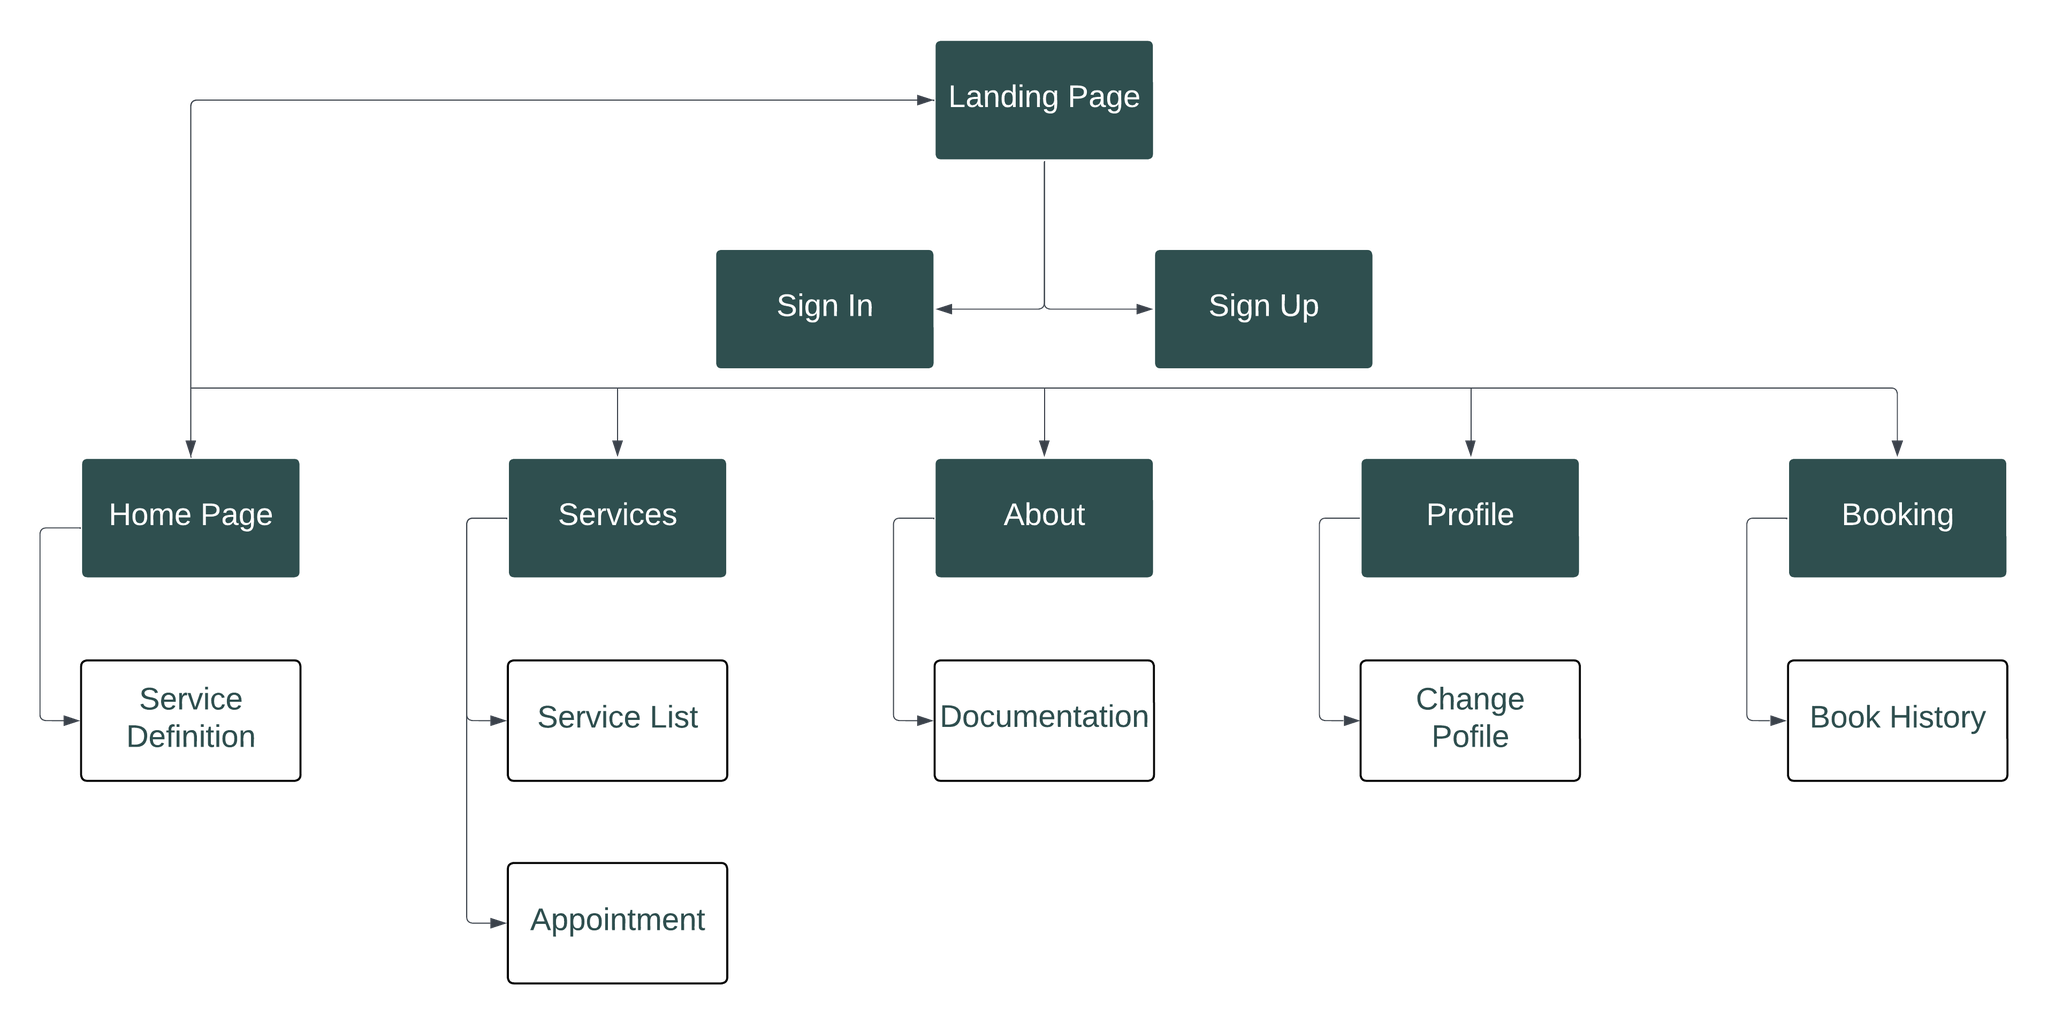 Landing Page
Sign In
Sign Up
Home Page
Services
About
Profile
Booking
Service
Definition
Service List
Documentation
Change
Pofile
Book History
Appointment